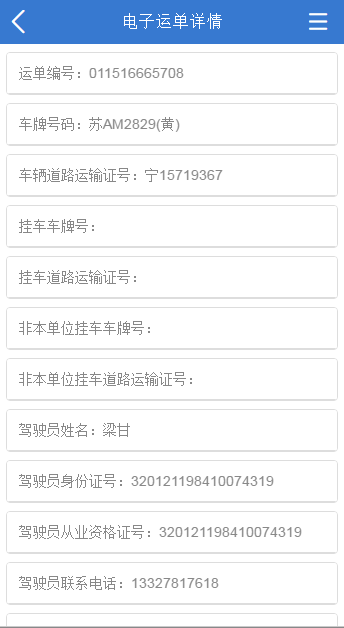 电子运单详情
运单编号：011516665708
车牌号码：苏AM2829(黄)
车辆道路运输证号：宁15719367
挂车车牌号：
挂车道路运输证号：
非本单位挂车车牌号：
非本单位挂车道路运输证号：
驾驶员姓名：梁甘
驾驶员身份证号：320121198410074319
驾驶员从业资格证号：320121198410074319
驾驶员联系电话：13327817618